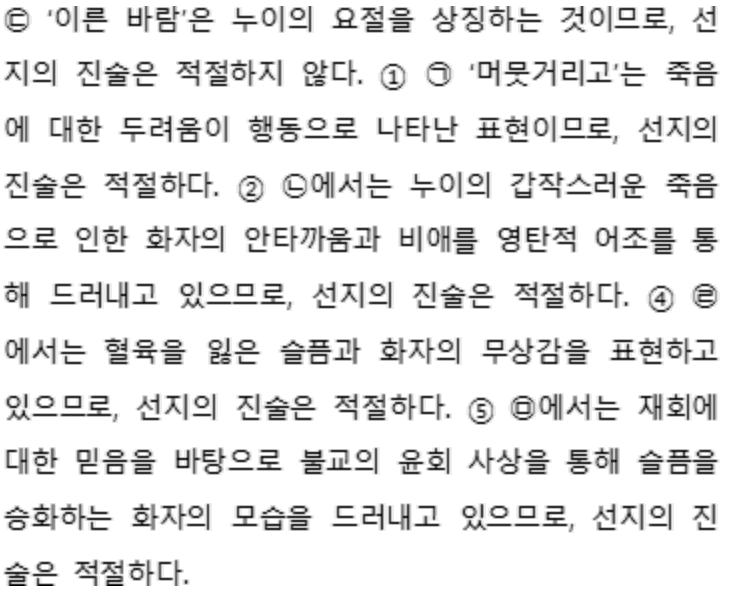 ㉢ ‘이른 바람’은 누이의 요절을 상징하는 것이므로, 선
지의 진술은 적절하지 않다. ① ㉠ ‘머뭇거리고’는 죽음
에 대한 두려움이 행동으로 나타난 표현이므로, 선지의
진술은 적절하다. ② ㉡에서는 누이의 갑작스러운 죽음
으로 인한 화자의 안타까움과 비애를 영탄적 어조를 통
해 드러내고 있으므로, 선지의 진술은 적절하다. ④ ㉣
에서는 혈육을 잃은 슬픔과 화자의 무상감을 표현하고
있으므로, 선지의 진술은 적절하다. ⑤ ㉤에서는 재회에
대한 믿음을 바탕으로 불교의 윤회 사상을 통해 슬픔을
승화하는 화자의 모습을 드러내고 있으므로, 선지의 진
술은 적절하다.